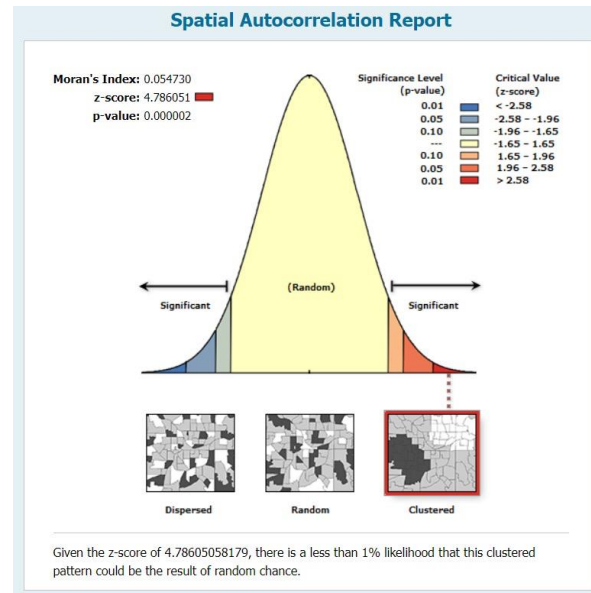 Spatial Autocorrelation Report
Moran's Index: 0.054730
z-score: 4.786051
p-value: 0.000002
Significance Level
(p-value)
Critical Value
(z-score)
0.01 < -2.58
0.05 -2.58 – -1.96
0.10 -1.96 – -1.65
--- -1.65 – 1.65
0.10 1.65 – 1.96
0.05 1.96 – 2.58
0.01 > 2.58
(Random)
Significant
Significant
Dispersed
Random
Clustered
Given the z-score of 4.78605058179, there is a less than 1% likelihood that this clustered
pattern could be the result of random chance.